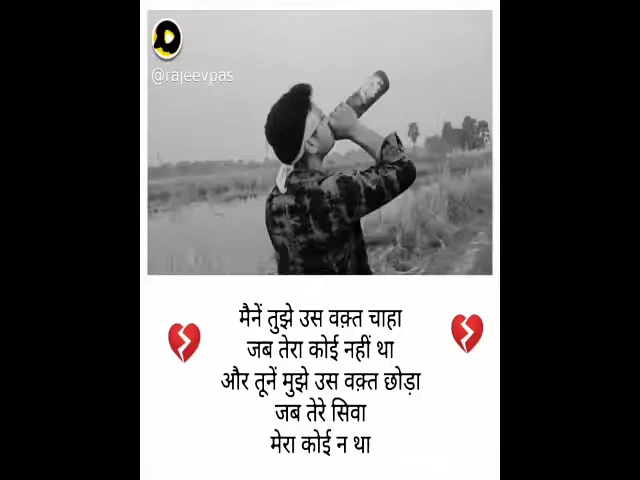 @rajeevpas
मैनें तुझे उस वक़्त चाहा
जब तेरा कोई नहीं था
और तूनें मुझे उस वक़्त छोड़ा
जब तेरे सिवा
मेरा कोई न था